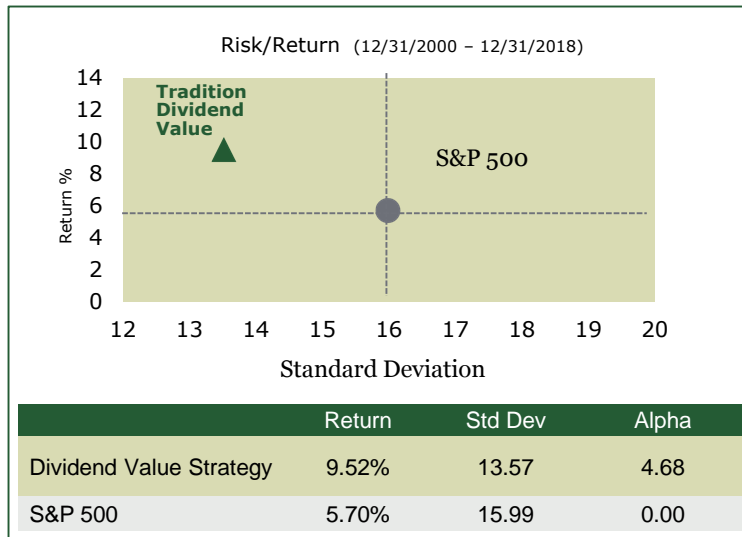 Risk/Return (12/31/2000 – 12/31/2018)
Return %
14
12
10
8
6
4
2
0
Tradition
Dividend
Value
S&P 500
12 13 14 15 16 17 18 19 20
Standard Deviation
Return Std Dev Alpha
Dividend Value Strategy 9.52% 13.57 4.68
S&P 500 5.70% 15.99 0.00